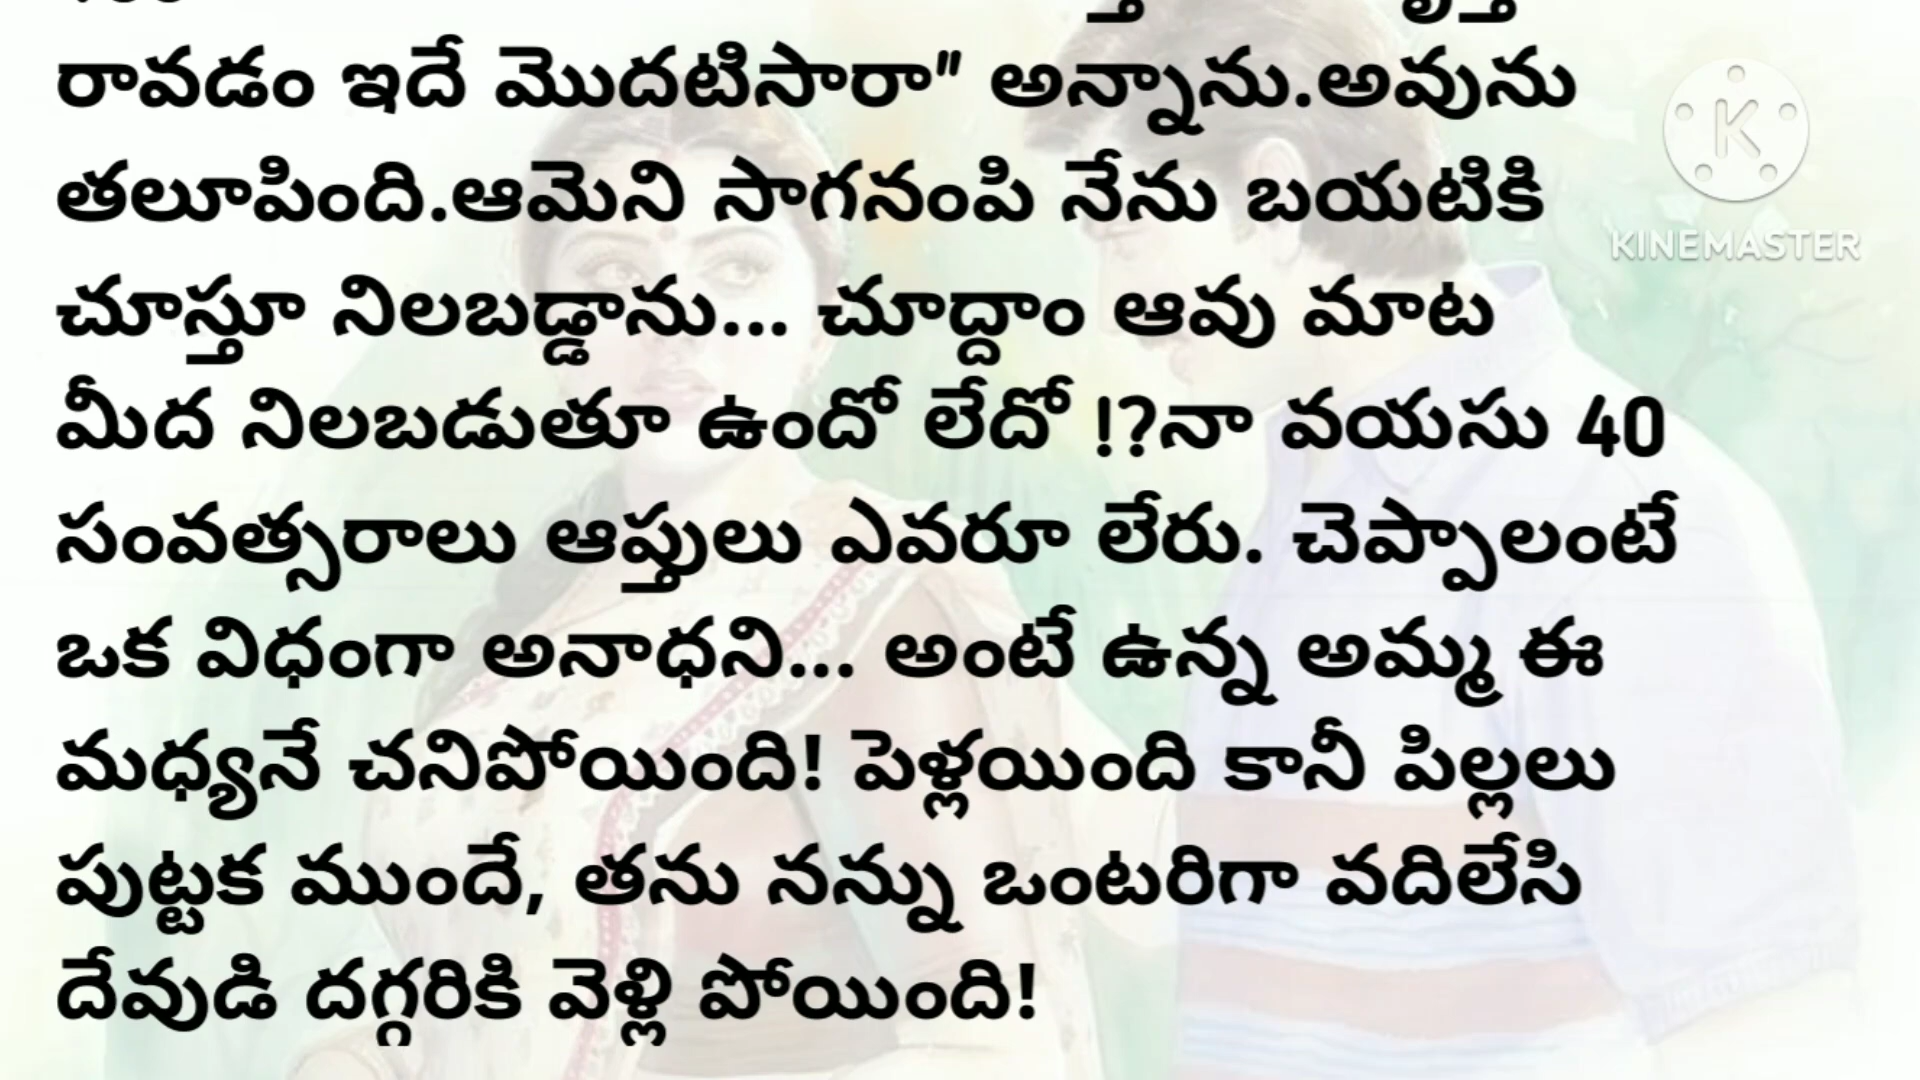 రావడం ఇదే మొదటిసారా" అన్నాను.అవును
తలూపింది.ఆమెని సాగనంపి నేను బయటికి
చూస్తూ నిలబడ్డాను... చూద్దాం ఆవు మాట
మీద నిలబడుతూ ఉందో లేదో !?నా వయసు 40
సంవత్సరాలు ఆప్తులు ఎవరూ లేరు. చెప్పాలంటే
ఒక విధంగా అనాధని... అంటే ఉన్న అమ్మ ఈ
మధ్యనే చనిపోయింది! పెళ్లయింది కానీ పిల్లలు
పుట్టక ముందే, తను నన్ను ఒంటరిగా వదిలేసి
దేవుడి దగ్గరికి వెళ్లి పోయింది!
K
KINEMASTER